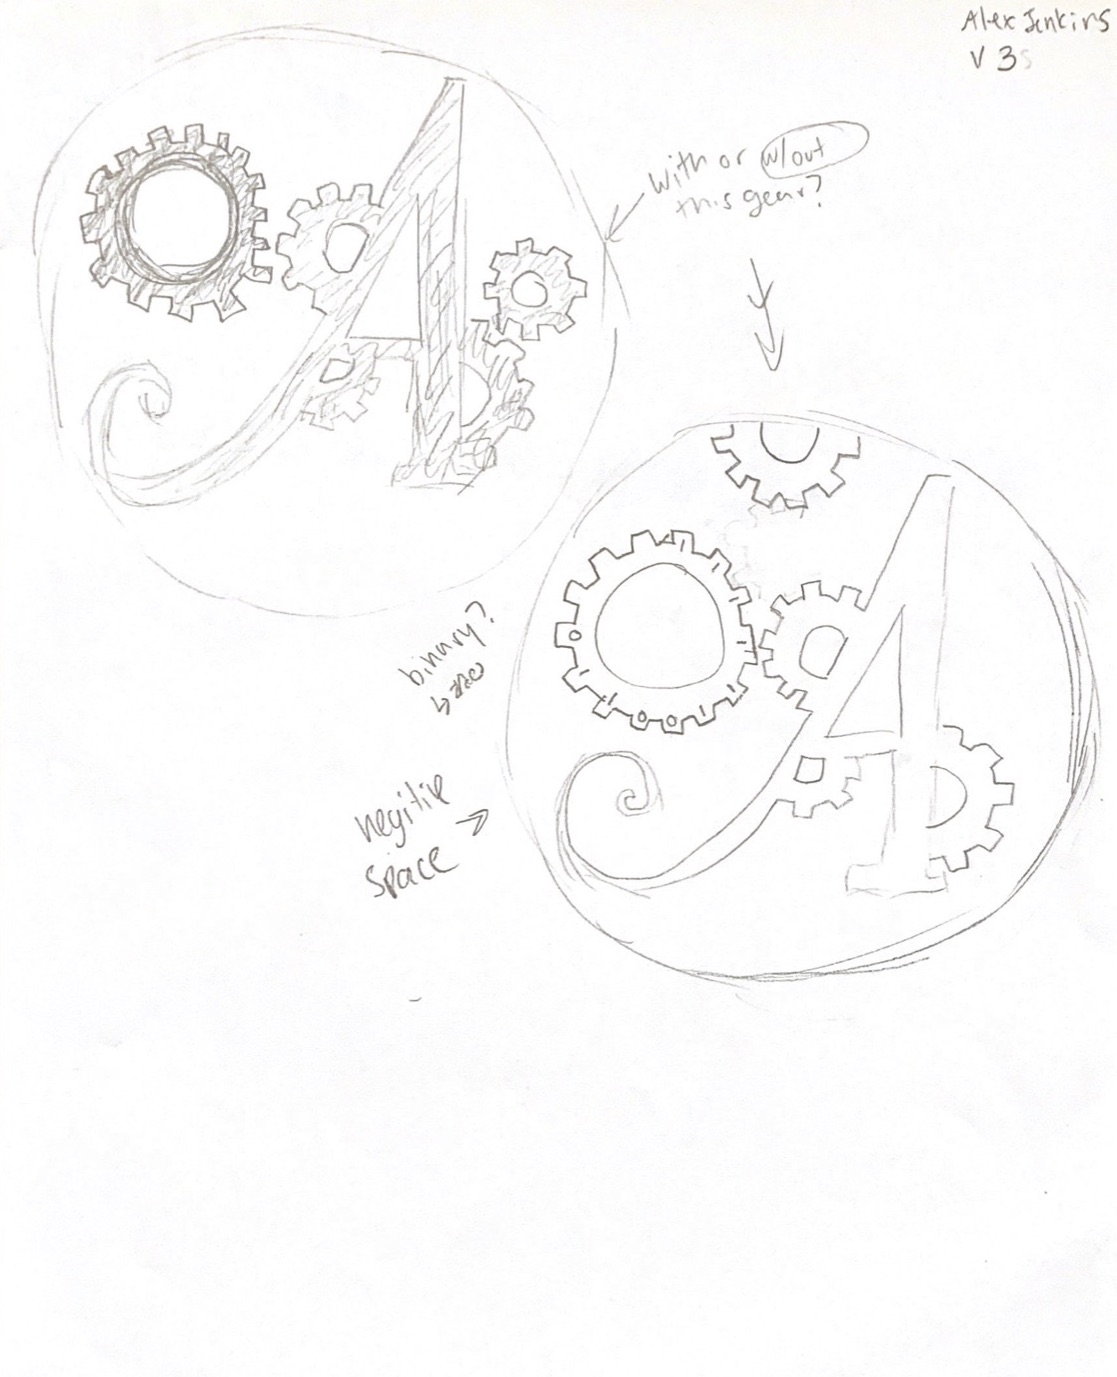 Alex Jenkins
V 3
with or w/out
this gear?
A
binary?
negitive
space
A